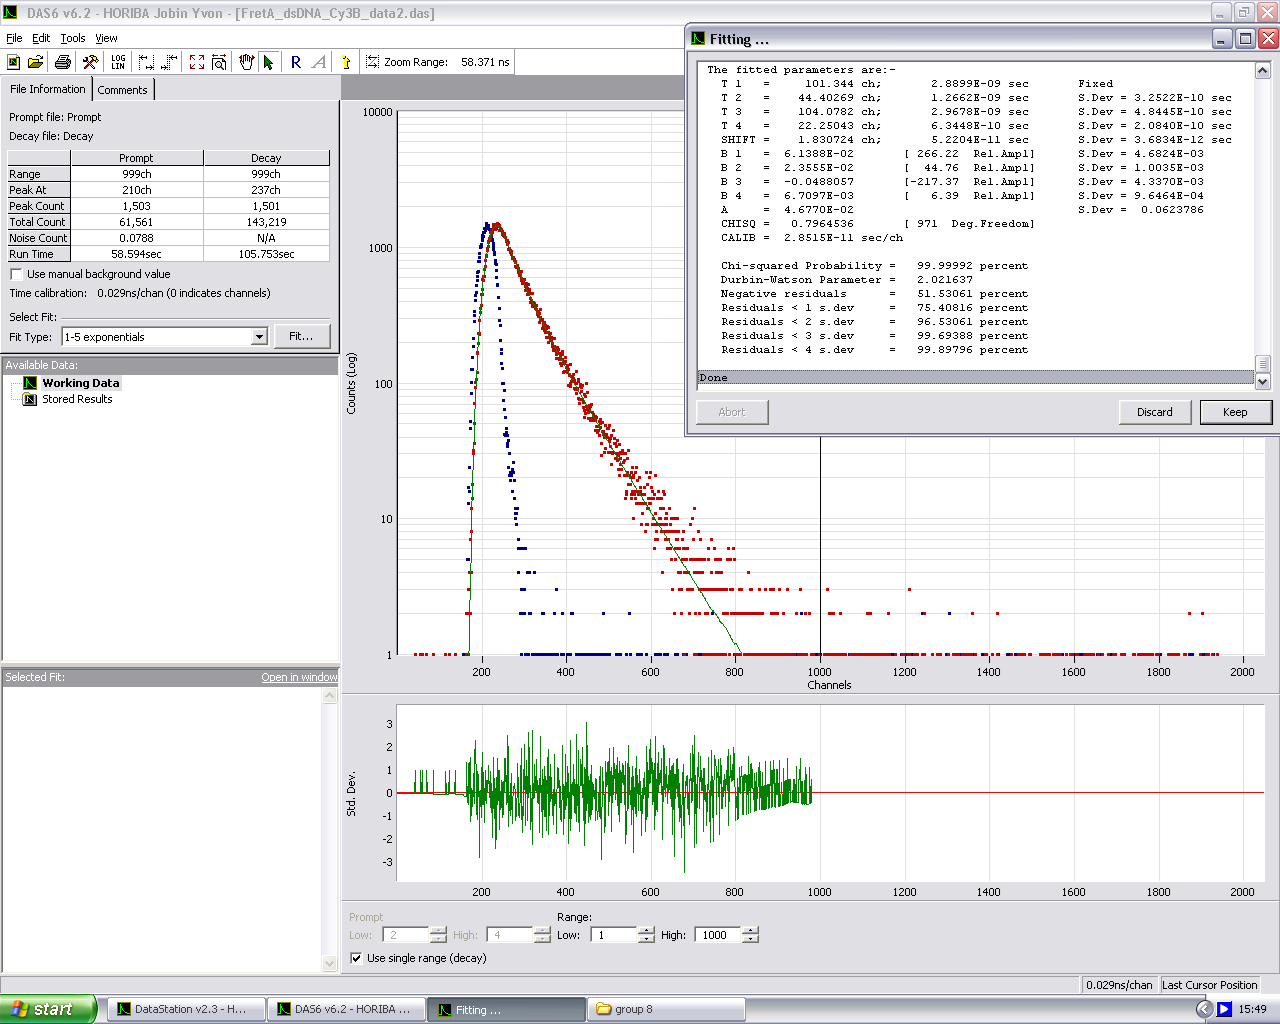 DAS6 v6.2 - HORIBA Jobin Yvon - [FretA_dsDNA_Cy3B_data2.das]
File Edit Tools View
LOG LIN R A Zoom Range: 58.371 ns
File Information Comments
Prompt file: Prompt
Decay file: Decay
Prompt Decay
Range 999ch 999ch
Peak At 210ch 237ch
Peak Count 1,503 1,501
Total Count 61,561 143,219
Noise Count 0.0788 N/A
Run Time 58.594sec 105.753sec
Use manual background value
Time calibration: 0.029ns/chan (0 indicates channels)
Select Fit:
Fit Type: 1-5 exponentials Fit...
Available Data:
Working Data
Stored Results
Selected Fit: Open in window
Fitting ...
The fitted parameters are:-
T 1 = 101.344 ch; 2.8899E-09 sec Fixed
T 2 = 44.40269 ch; 1.2662E-09 sec S.Dev = 3.2522E-10 sec
T 3 = 104.0782 ch; 2.9678E-09 sec S.Dev = 4.8445E-10 sec
T 4 = 22.25043 ch; 6.3448E-10 sec S.Dev = 2.0840E-10 sec
SHIFT = 1.830724 ch; 5.2204E-11 sec S.Dev = 3.6834E-12 sec
B 1 = 6.1388E-02 [ 266.22 Rel.Ampl] S.Dev = 4.6824E-03
B 2 = 2.3555E-02 [ 44.76 Rel.Ampl] S.Dev = 1.0035E-03
B 3 = -0.0488057 [-217.37 Rel.Ampl] S.Dev = 4.3370E-03
B 4 = 6.7097E-03 [ 6.39 Rel.Ampl] S.Dev = 9.6464E-04
A = 4.6770E-02 S.Dev = 0.0623786
CHISQ = 0.7964536 [ 971 Deg.Freedom]
CALIB = 2.8515E-11 sec/ch
Chi-squared Probability = 99.99992 percent
Durbin-Watson Parameter = 2.021637
Negative residuals = 51.53061 percent
Residuals < 1 s.dev = 75.40816 percent
Residuals < 2 s.dev = 96.53061 percent
Residuals < 3 s.dev = 99.69388 percent
Residuals < 4 s.dev = 99.89796 percent
Done
Abort Discard Keep
10000
1000
100
10
1
Counts (Log)
200 400 600 800 1000 1200 1400 1600 1800 2000
Channels
3
2
1
0
-1
-2
-3
Std. Dev.
200 400 600 800 1000 1200 1400 1600 1800 2000
Prompt Range:
Low: 2 High: 4 Low: 1 High: 1000
Use single range (decay)
0.029ns/chan Last Cursor Position
start DataStation v2.3 - H... DAS6 v6.2 - HORIBA ... Fitting ... group 8 15:49